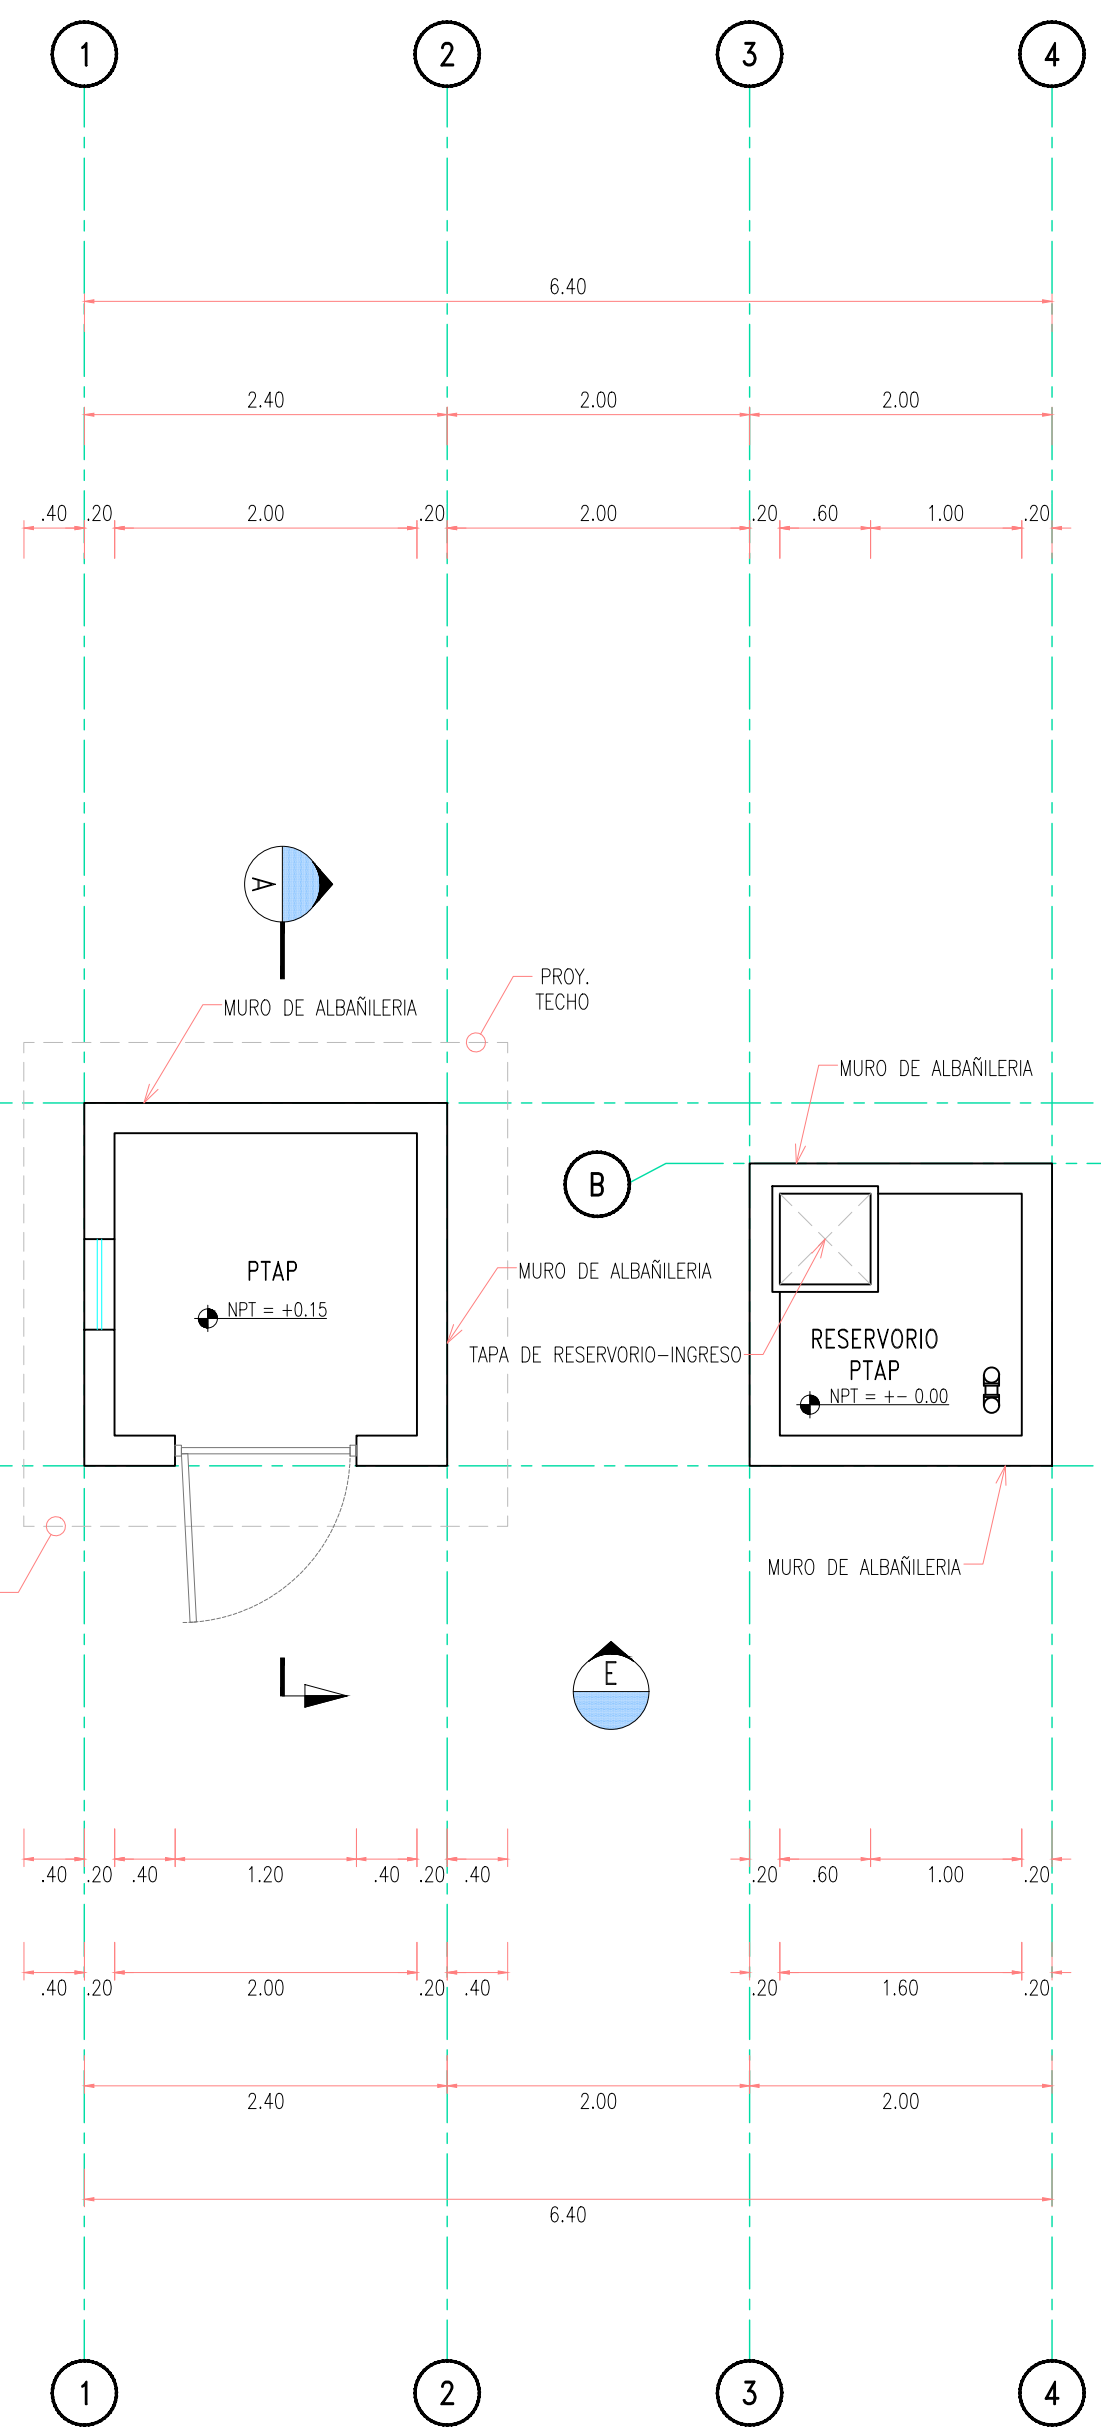 1 2 3 4
6.40
2.40 2.00 2.00
.40 .20 2.00 .20 2.00 .20 .60 1.00 .20
A
PROY.
TECHO
MURO DE ALBAÑILERIA
MURO DE ALBAÑILERIA
B
PTAP
NPT = +0.15
MURO DE ALBAÑILERIA
TAPA DE RESERVORIO-INGRESO
RESERVORIO
PTAP
NPT = +- 0.00
MURO DE ALBAÑILERIA
E
.40 .20 .40 1.20 .40 .20 .40 .20 .60 1.00 .20
.40 .20 2.00 .20 .40 .20 1.60 .20
2.40 2.00 2.00
6.40
1 2 3 4